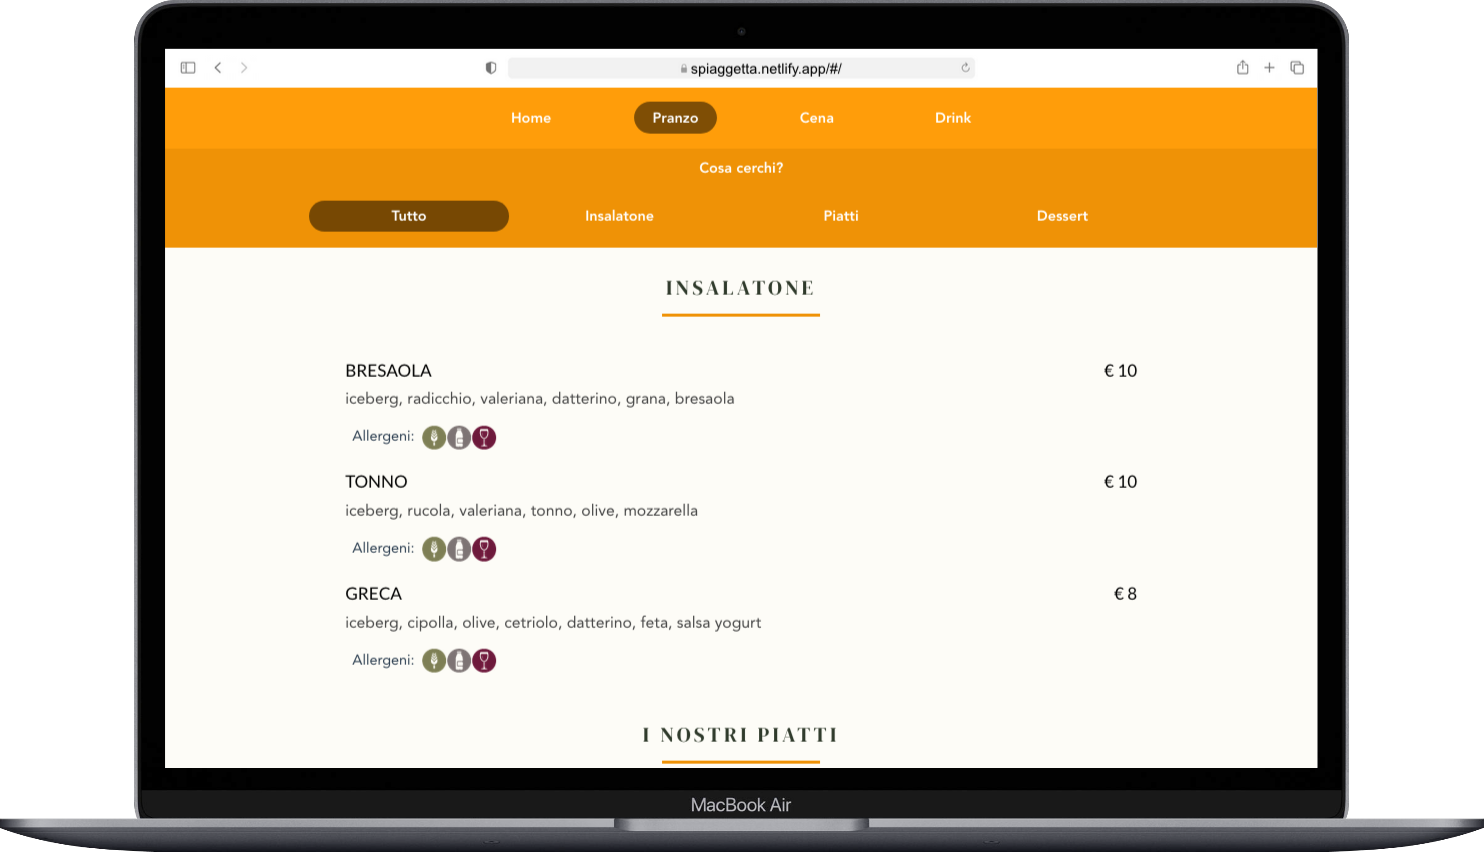 spiaggetta.netlify.app/#/
Home Pranzo Cena Drink
Cosa cerchi?
Tutto Insalatone Piatti Dessert
INSALATONE
BRESAOLA € 10
iceberg, radicchio, valeriana, datterino, grana, bresaola
Allergeni:
TONNO € 10
iceberg, rucola, valeriana, tonno, olive, mozzarella
Allergeni:
GRECA € 8
iceberg, cipolla, olive, cetriolo, datterino, feta, salsa yogurt
Allergeni:
I NOSTRI PIATTI
MacBook Air